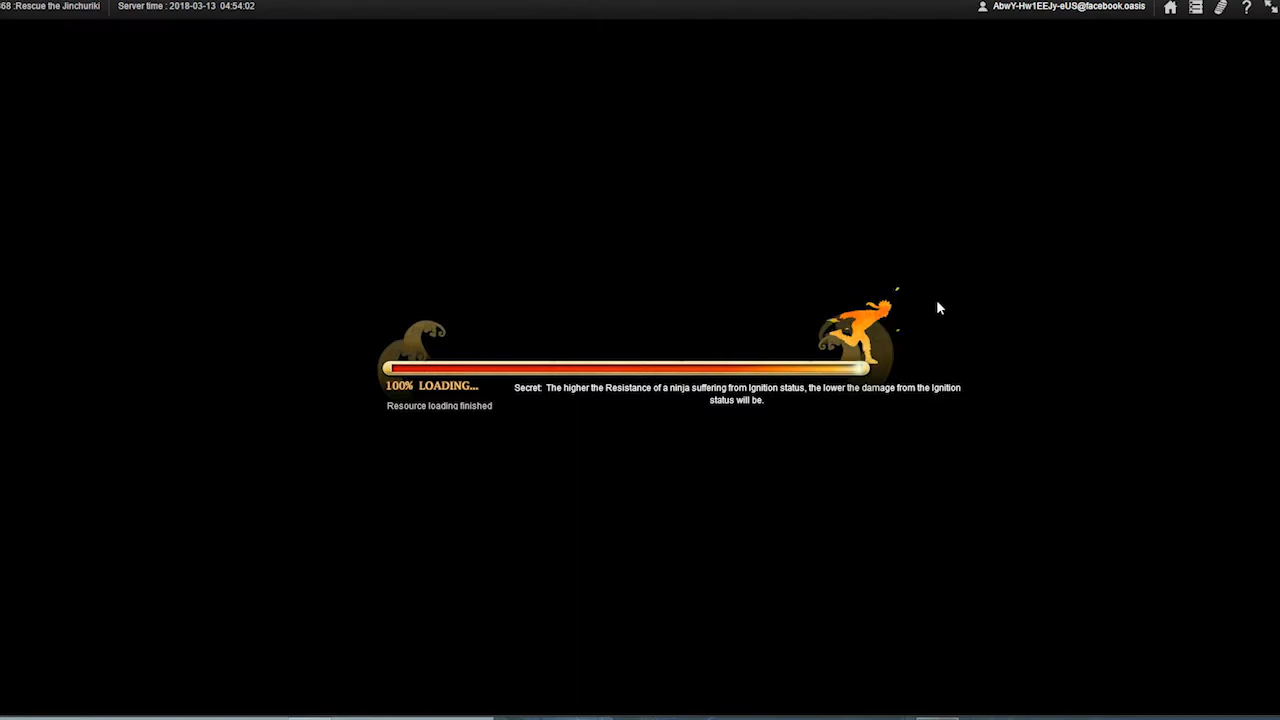 368 :Rescue the Jinchuriki
Server time : 2018-03-13 04:54:02
AbwY-Hw1EEJy-eUS@facebook.oasis
?
100% LOADING...
Secret: The higher the Resistance of a ninja suffering from Ignition status, the lower the damage from the Ignition
status will be.
Resource loading finished